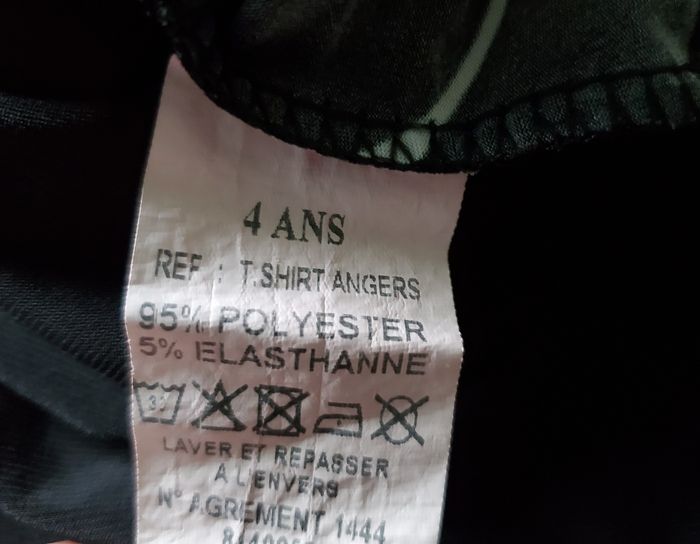 4 ANS
REF : T.SHIRT ANGERS
95% POLYESTER
5% ELASTHANNE
LAVER ET REPASSER
A L'ENVERS
N° AGREMENT 1444